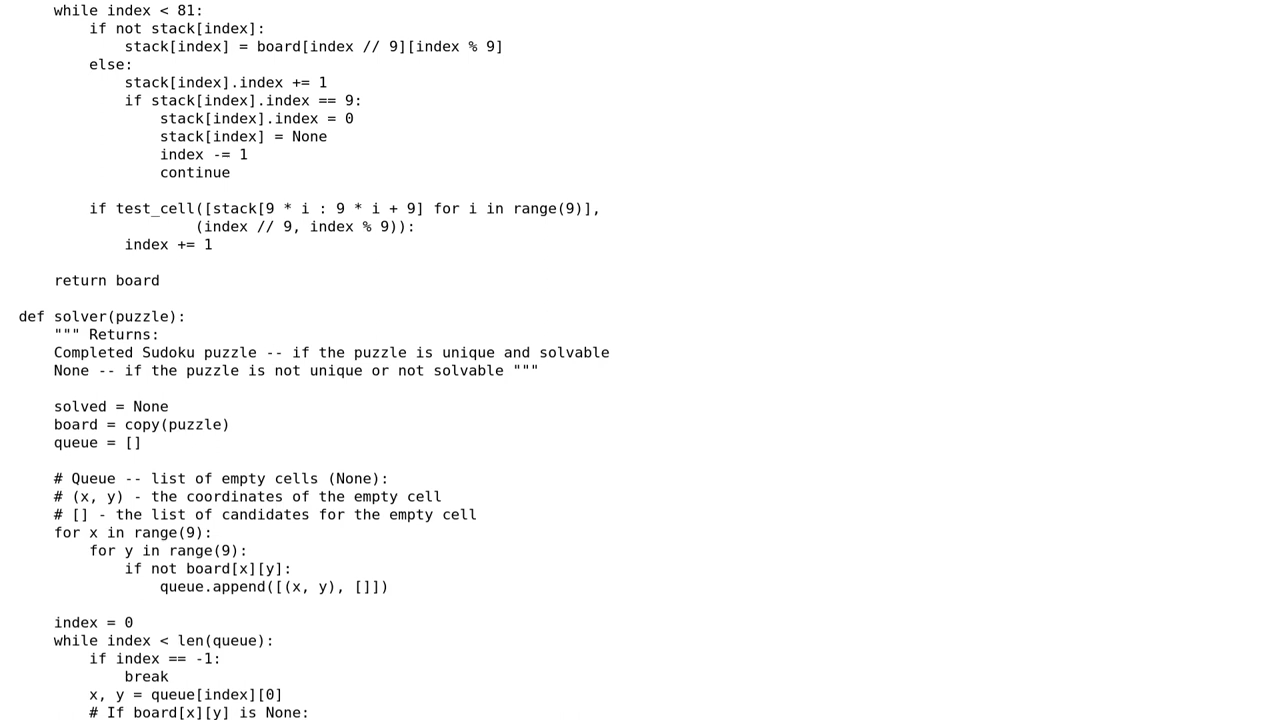 while index < 81:
        if not stack[index]:
            stack[index] = board[index // 9][index % 9]
        else:
            stack[index].index += 1
            if stack[index].index == 9:
                stack[index].index = 0
                stack[index] = None
                index -= 1
                continue

        if test_cell([stack[9 * i : 9 * i + 9] for i in range(9)],
                    (index // 9, index % 9)):
            index += 1

    return board

def solver(puzzle):
    """ Returns:
    Completed Sudoku puzzle -- if the puzzle is unique and solvable
    None -- if the puzzle is not unique or not solvable """

    solved = None
    board = copy(puzzle)
    queue = []

    # Queue -- list of empty cells (None):
    # (x, y) - the coordinates of the empty cell
    # [] - the list of candidates for the empty cell
    for x in range(9):
        for y in range(9):
            if not board[x][y]:
                queue.append([(x, y), []])

    index = 0
    while index < len(queue):
        if index == -1:
            break
        x, y = queue[index][0]
        # If board[x][y] is None: